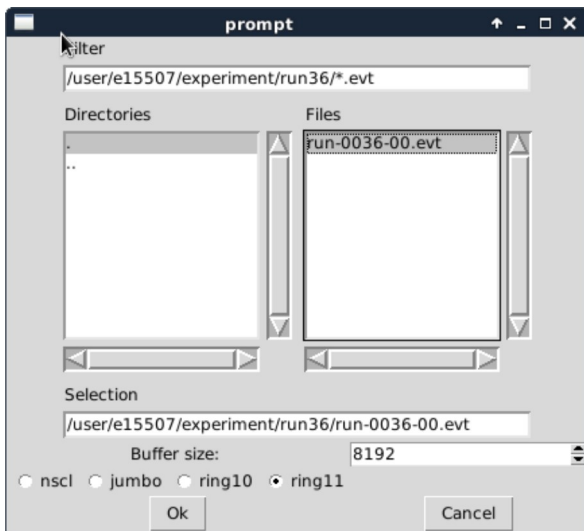 prompt
Filter
/user/e15507/experiment/run36/*.evt
Directories Files
. run-0036-00.evt
..
Selection
/user/e15507/experiment/run36/run-0036-00.evt
Buffer size: 8192
nscl jumbo ring10 ring11
Ok Cancel